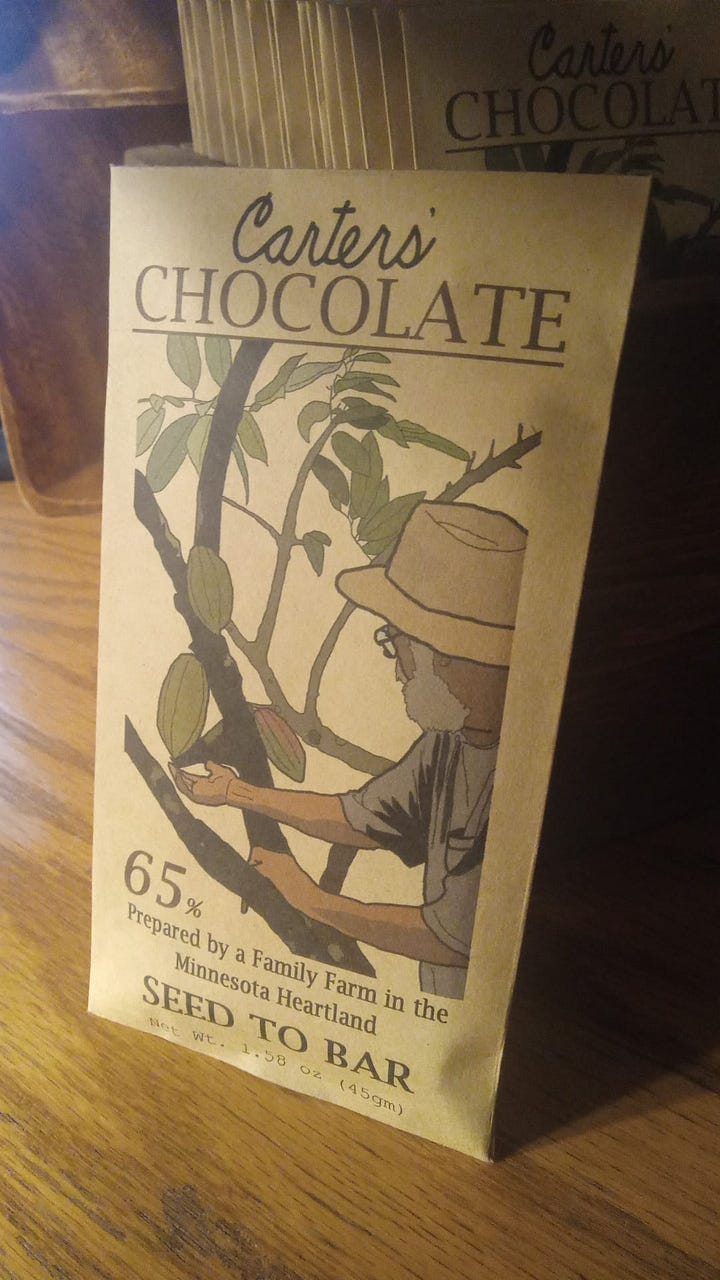 Carters'
CHOCOLATE
65%
Prepared by a Family Farm in the
Minnesota Heartland
SEED TO BAR
Net Wt. 1.58 oz (45gm)
Carters'
CHOCOLAT